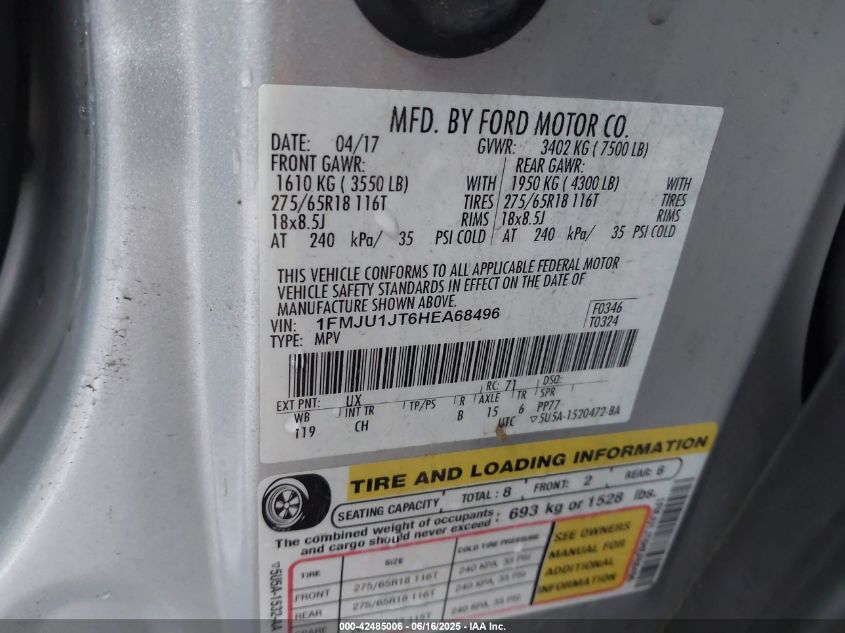 MFD. BY FORD MOTOR CO.
DATE: 04/17 GVWR: 3402 KG ( 7500 LB)
FRONT GAWR: REAR GAWR:
1610 KG ( 3550 LB) WITH 1950 KG ( 4300 LB) WITH
275/65R18 116T TIRES 275/65R18 116T TIRES
18x8.5J RIMS 18x8.5J RIMS
AT 240 kPa/ 35 PSI COLD AT 240 kPa/ 35 PSI COLD
THIS VEHICLE CONFORMS TO ALL APPLICABLE FEDERAL MOTOR
VEHICLE SAFETY STANDARDS IN EFFECT ON THE DATE OF
MANUFACTURE SHOWN ABOVE.
VIN: 1FMJU1JT6HEA68496 F0346
TYPE: MPV T0324
EXT PNT: UX RC: 71 DSO:
WB INT TR TP/PS R AXLE TR SPR
119 CH B 15 6 PP77
UTC ▽5U5A-1520472-BA
TIRE AND LOADING INFORMATION
SEATING CAPACITY TOTAL : 8 FRONT: 2 REAR: 6
The combined weight of occupants
and cargo should never exceed : 693 kg or 1528 lbs.
TIRE SIZE COLD TIRE PRESSURE
FRONT 275/65R18 116T 240 KPA, 35 PSI
REAR 275/65R18 116T 240 KPA, 35 PSI
SEE OWNERS
MANUAL FOR
ADDITIONAL
INFORMATION
▽5U5A-1532-AA
000-42485006 - 06/16/2025 - IAA Inc.